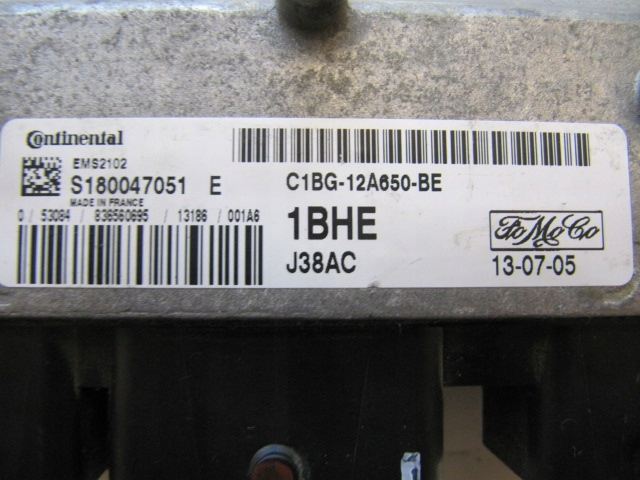 Continental
EMS2102
S180047051 E
MADE IN FRANCE
0 / 53084 / 836560695 / 13186 / 001A6
C1BG-12A650-BE
1BHE
J38AC
FoMoCo
13-07-05